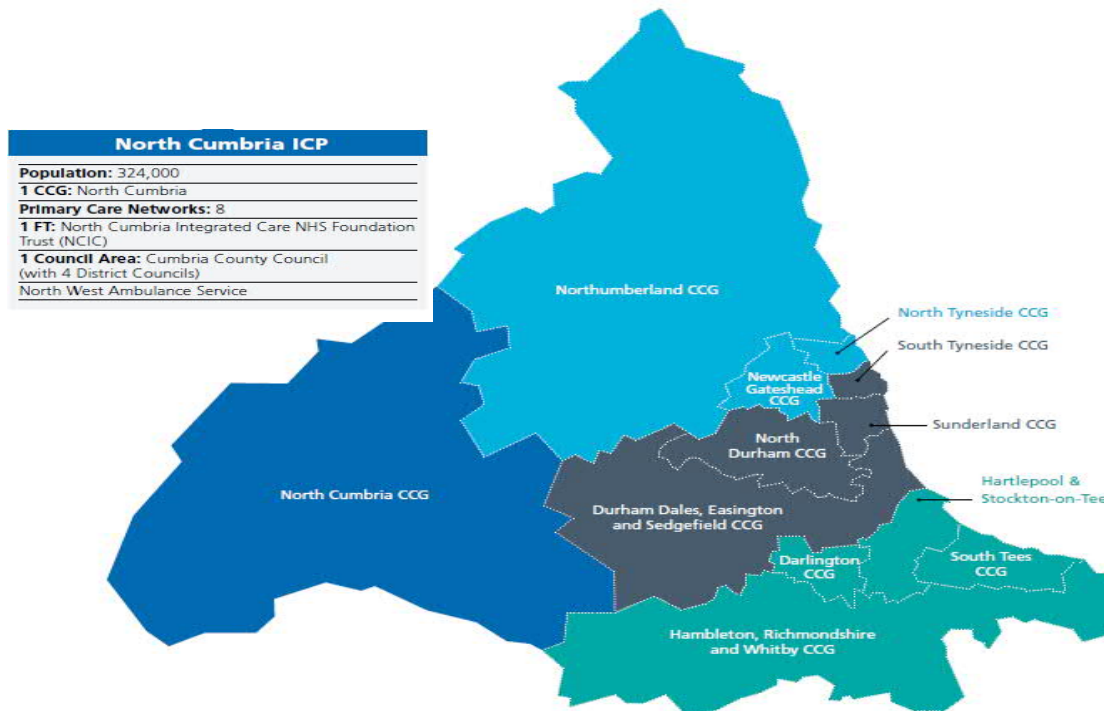 North Cumbria ICP
Population: 324,000
1 CCG: North Cumbria
Primary Care Networks: 8
1 FT: North Cumbria Integrated Care NHS Foundation
Trust (NCIC)
1 Council Area: Cumbria County Council
(with 4 District Councils)
North West Ambulance Service
Northumberland CCG
North Tyneside CCG
South Tyneside CCG
Newcastle
Gateshead
CCG
Sunderland CCG
North
Durham CCG
North Cumbria CCG
Hartlepool &
Stockton-on-Tee
Durham Dales, Easington
and Sedgefield CCG
Darlington
CCG
South Tees
CCG
Hambleton, Richmondshire
and Whitby CCG